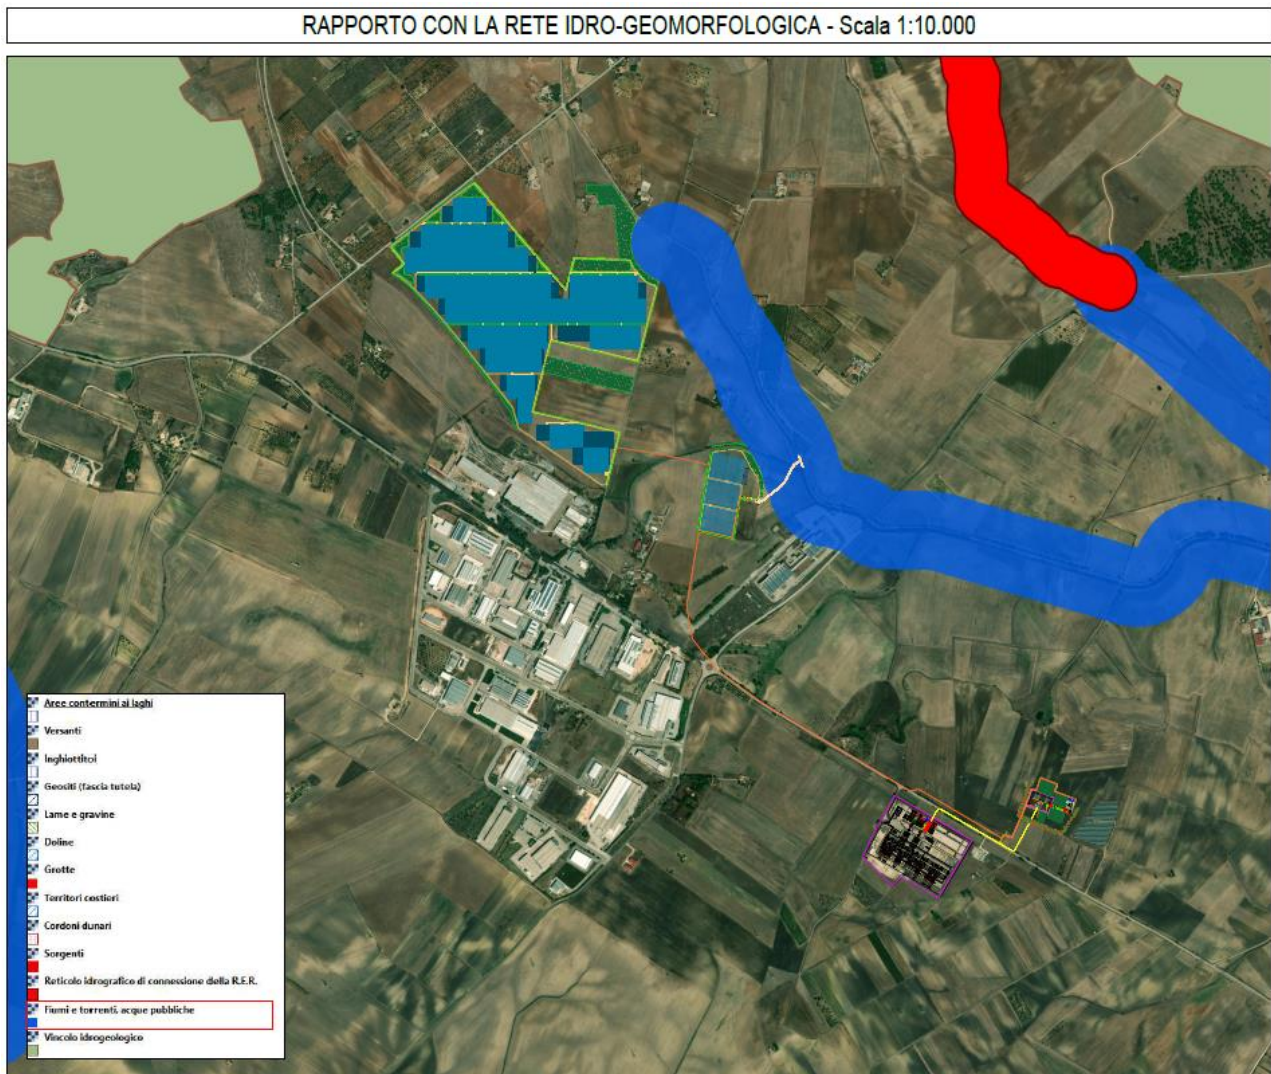 RAPPORTO CON LA RETE IDRO-GEOMORFOLOGICA - Scala 1:10.000
Aree contermini ai laghi
Versanti
Inghiottitoi
Geositi (fascia tutela)
Lame e gravine
Doline
Grotte
Territori costieri
Cordoni dunari
Sorgenti
Reticolo idrografico di connessione della R.E.R.
Fiumi e torrenti, acque pubbliche
Vincolo idrogeologico